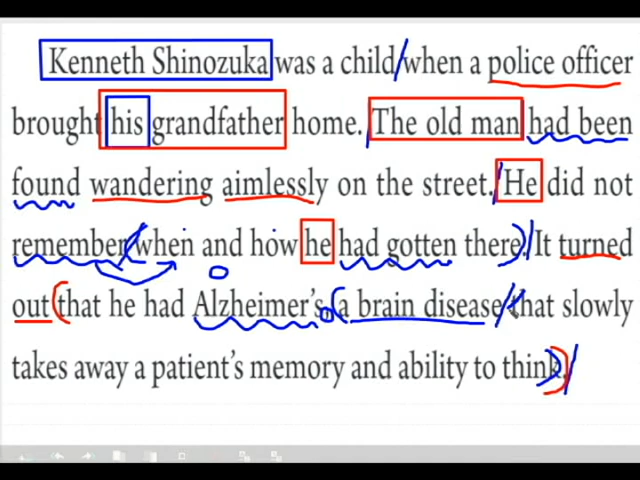 Kenneth Shinozuka was a child when a police officer
brought his grandfather home. The old man had been
found wandering aimlessly on the street. He did not
remember when and how he had gotten there. It turned
out that he had Alzheimer's, a brain disease that slowly
takes away a patient's memory and ability to think.